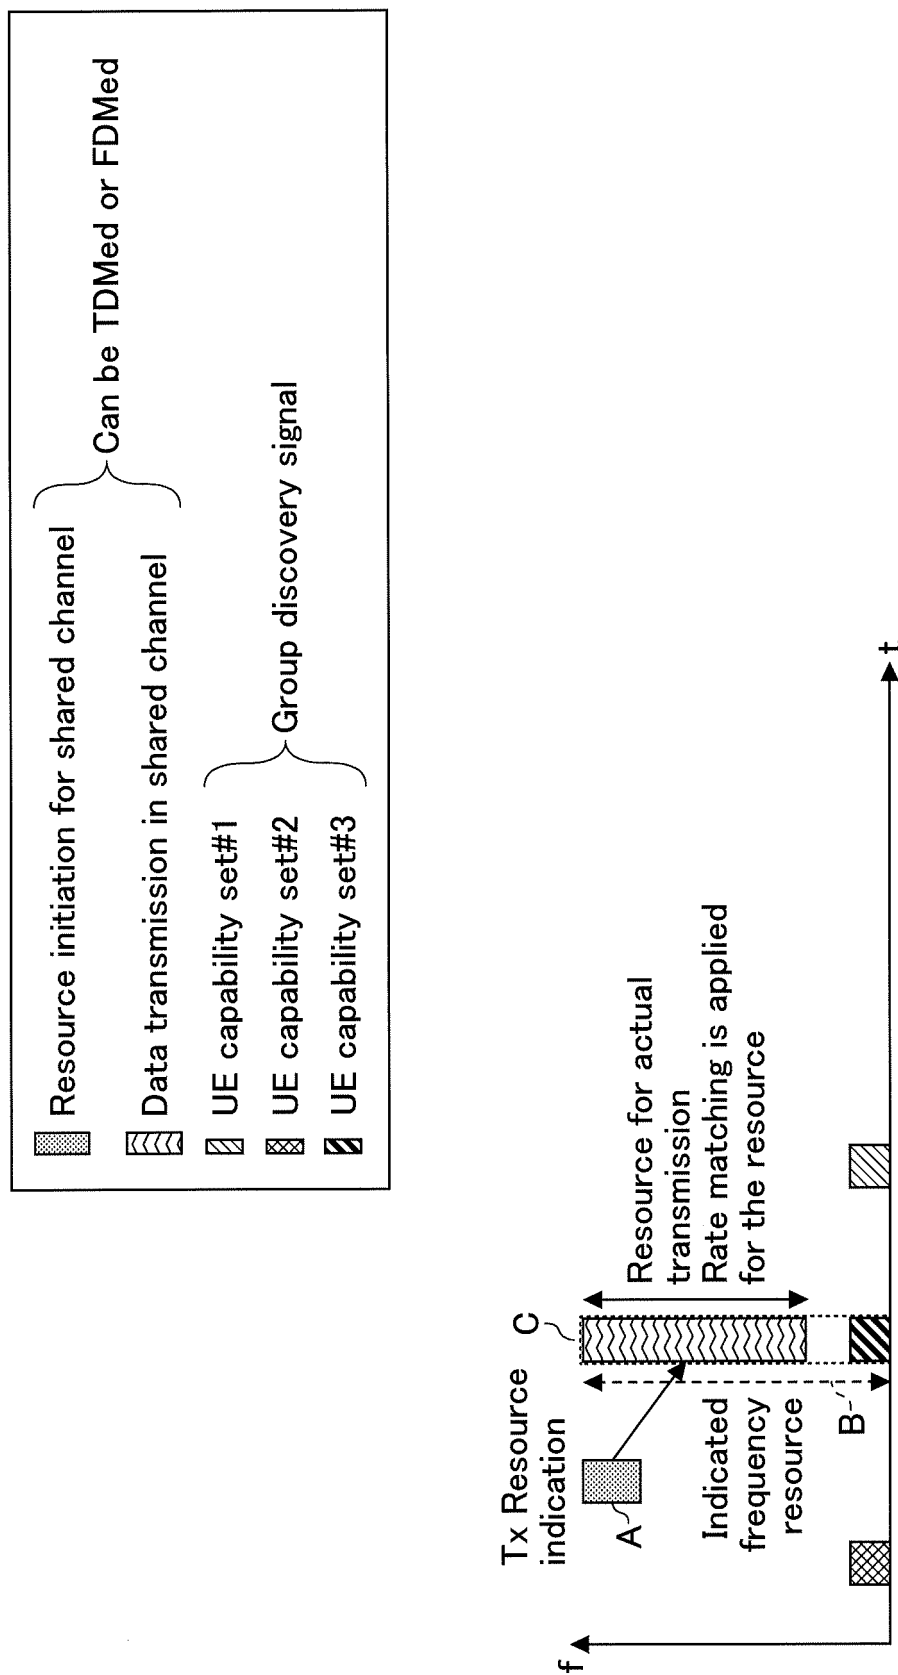 Resource initiation for shared channel
Data transmission in shared channel
Can be TDMed or FDMed
UE capability set#1
UE capability set#2
UE capability set#3
Group discovery signal
f
Tx Resource
indication
A
C
Indicated
frequency
resource
B
Resource for actual
transmission
Rate matching is applied
for the resource
t